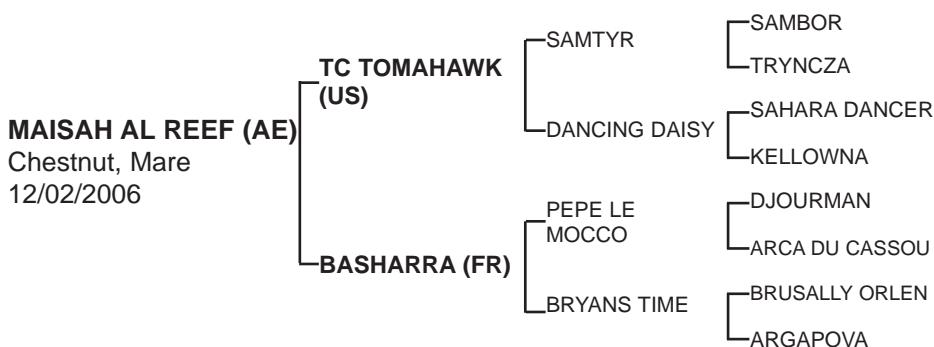 MAISAH AL REEF (AE)
Chestnut, Mare
12/02/2006
TC TOMAHAWK
(US)
BASHARRA (FR)
SAMTYR
DANCING DAISY
PEPE LE
MOCCO
BRYANS TIME
SAMBOR
TRYNCZA
SAHARA DANCER
KELLOWNA
DJOURMAN
ARCA DU CASSOU
BRUSALLY ORLEN
ARGAPOVA